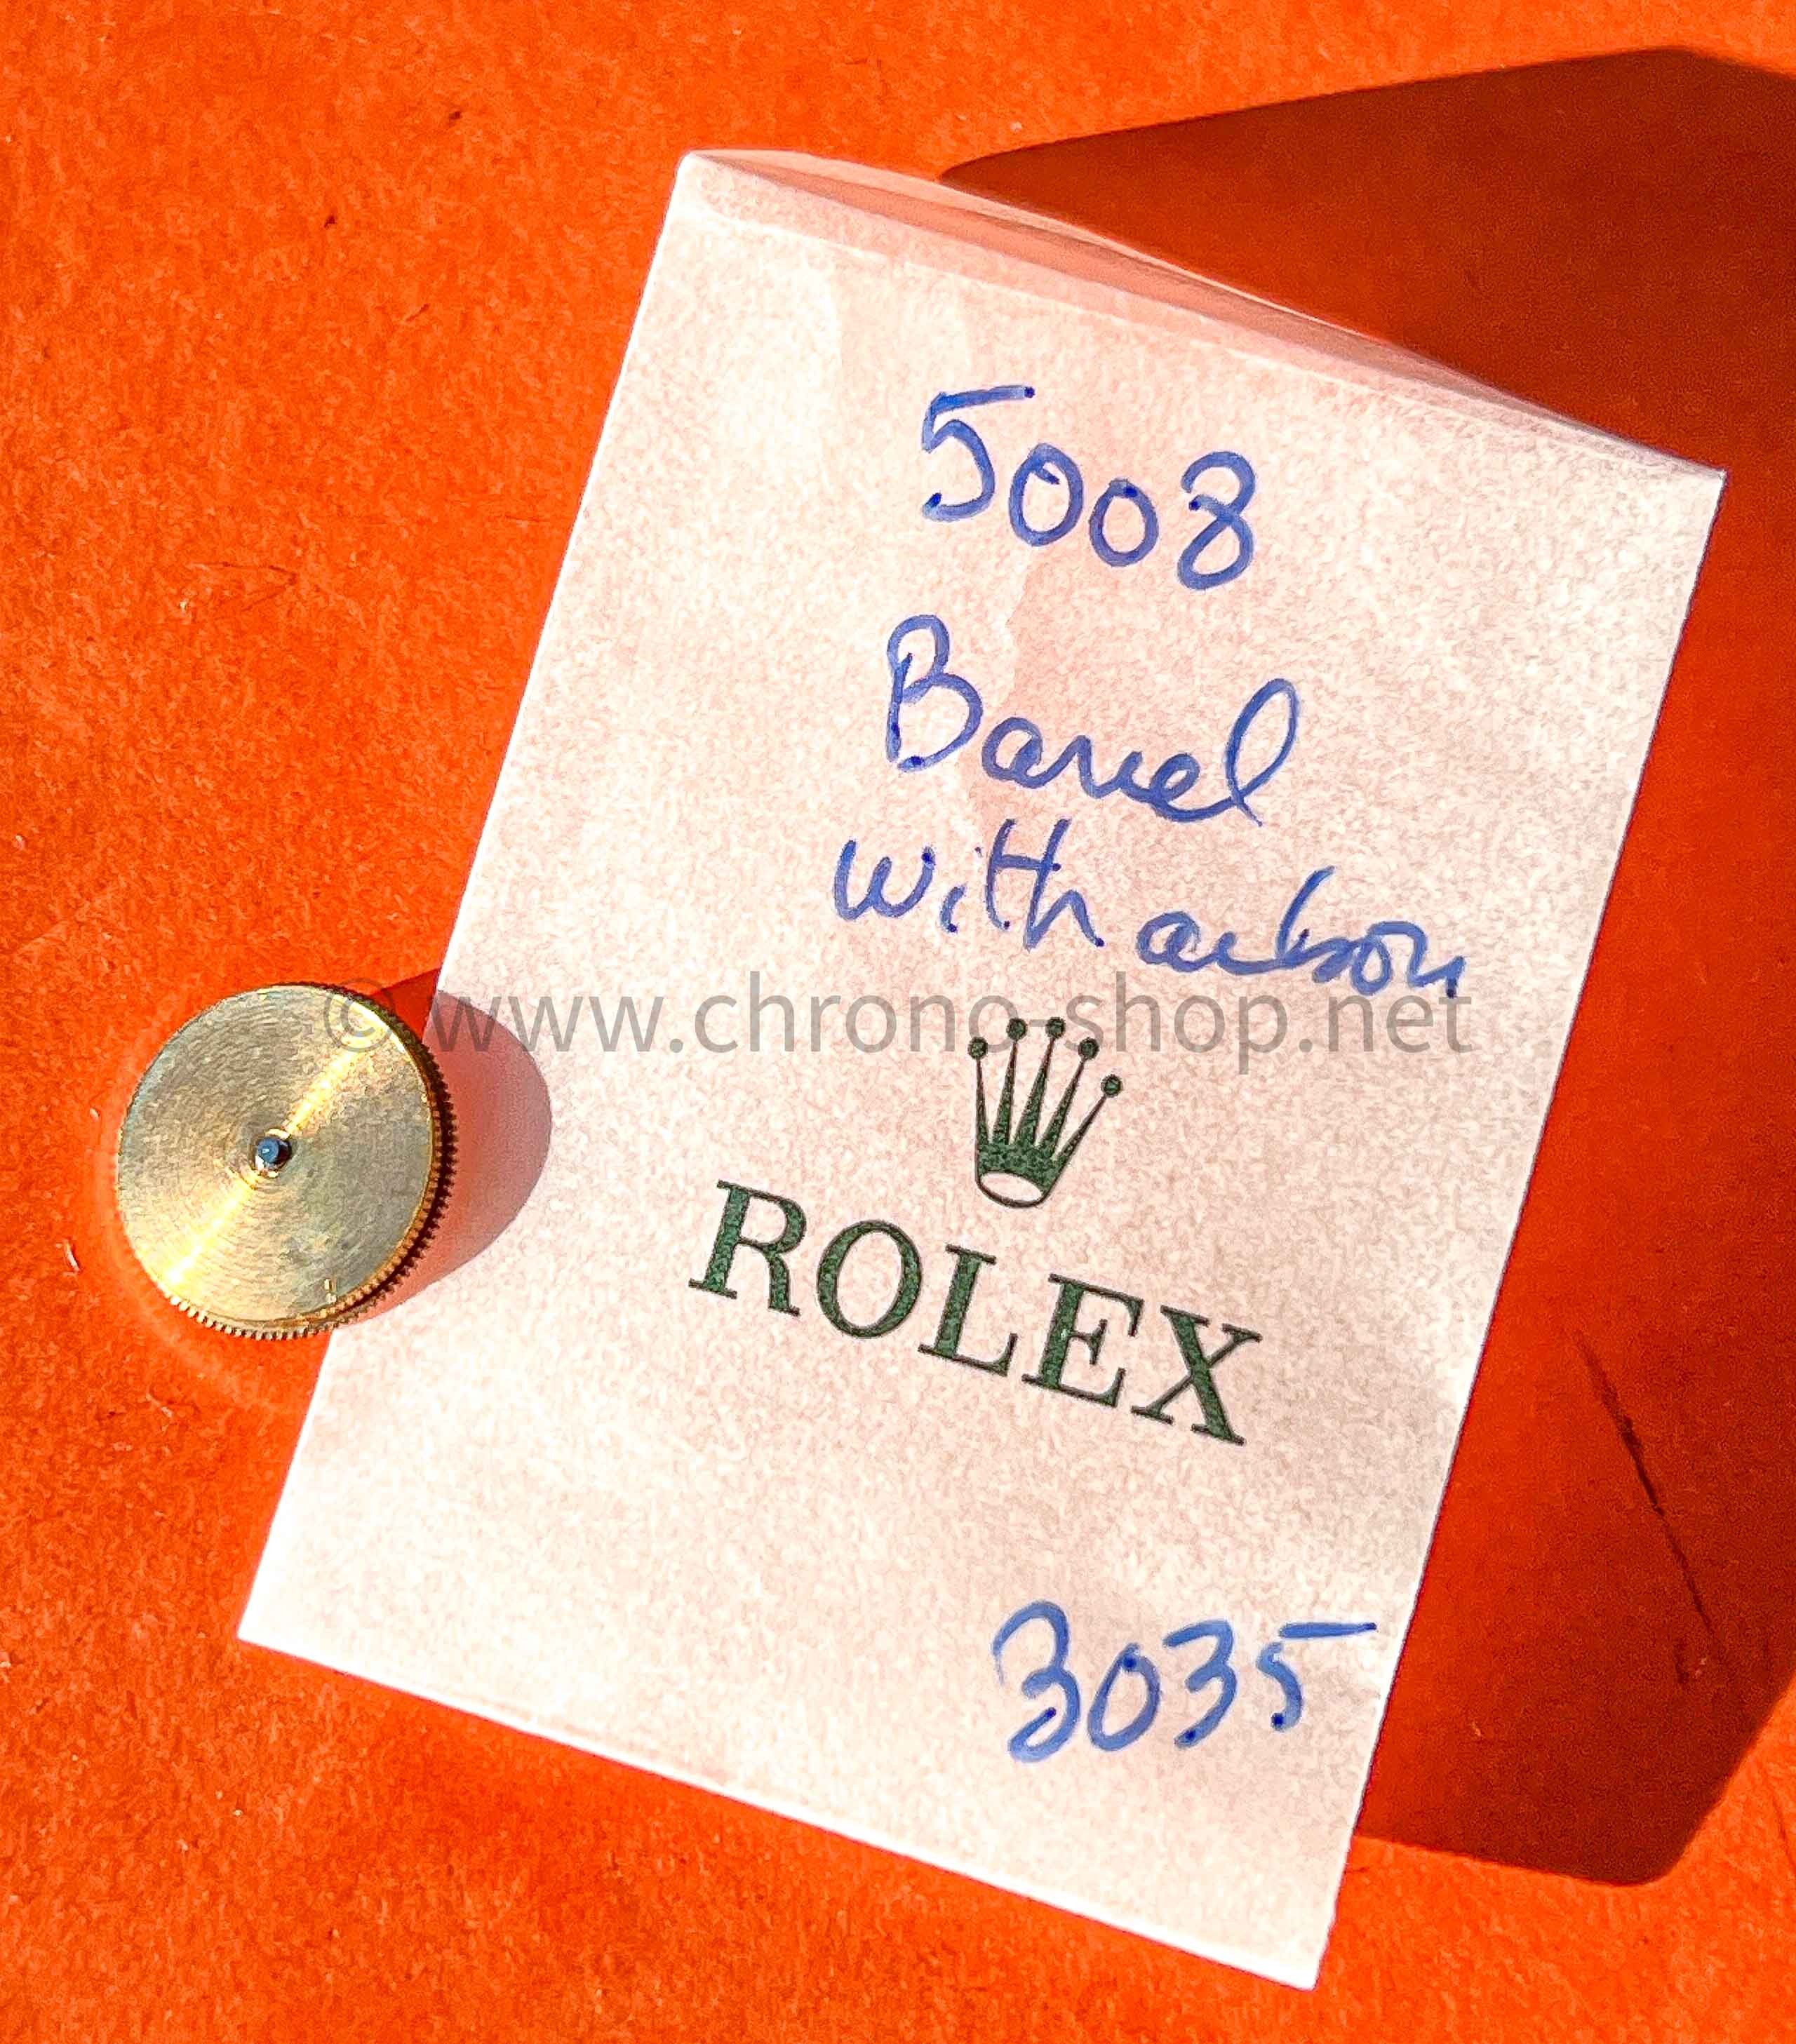 5008
Barrel
with arbor
© www.chrono-shop.net
ROLEX
3035